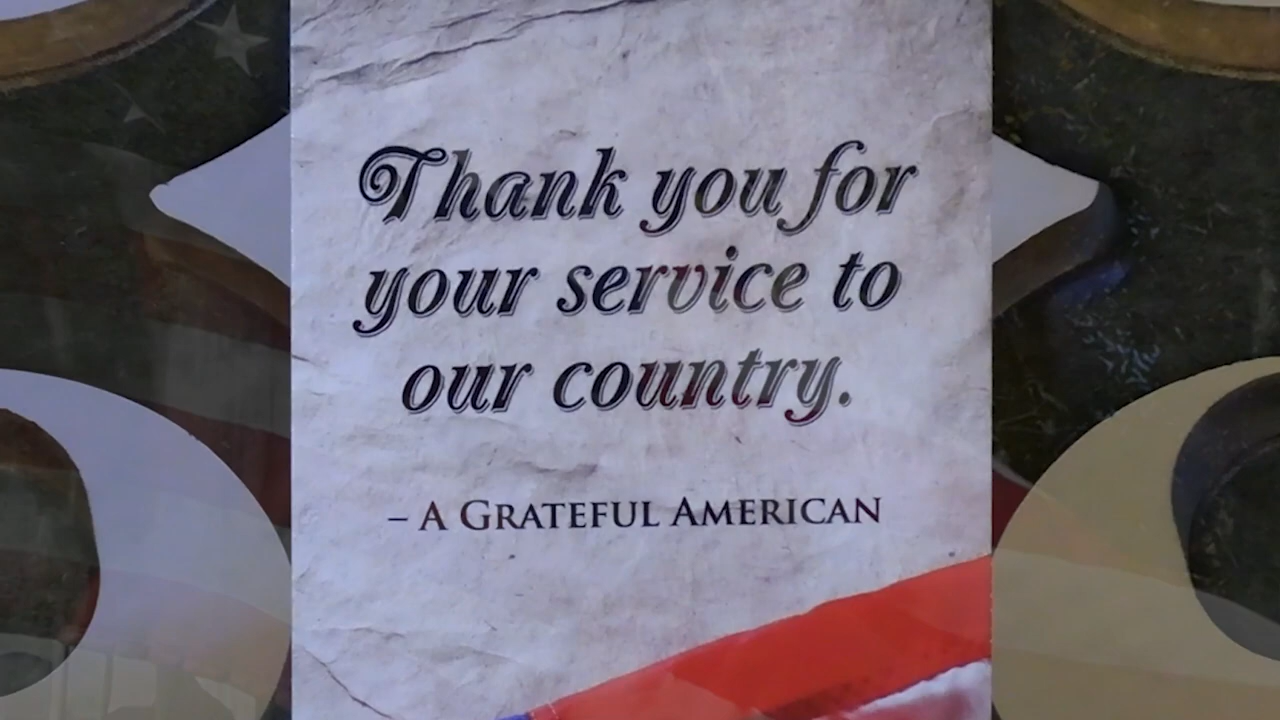 Thank you for
your service to
our country.
– A GRATEFUL AMERICAN